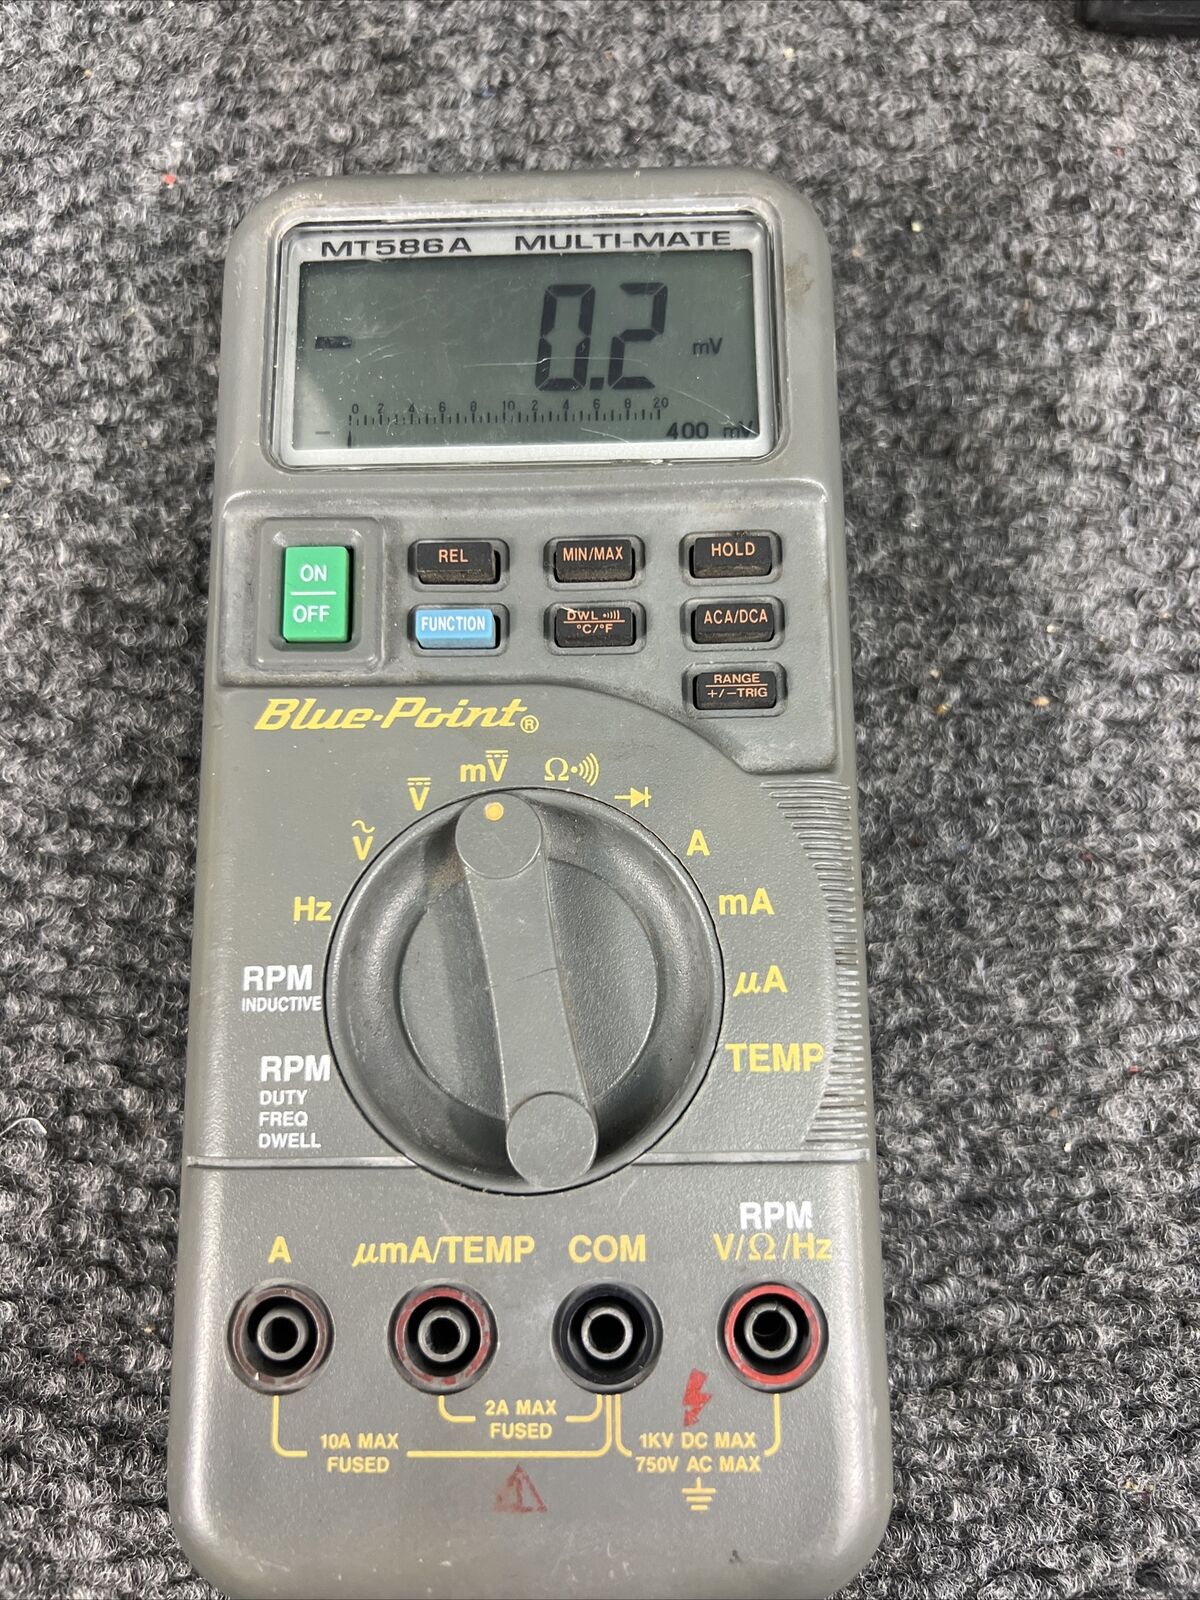 MT586A MULTI-MATE
- 0.2 mV
0 2 4 6 8 10 2 4 6 8 20
- 400 mV
ON
OFF
REL
MIN/MAX
HOLD
FUNCTION
DWL
°C/°F
ACA/DCA
RANGE
+/-TRIG
Blue-Point®
mV
Ω
V
V
A
Hz
mA
RPM
INDUCTIVE
µA
RPM
DUTY
FREQ
DWELL
TEMP
A
µmA/TEMP
COM
RPM
V/Ω/Hz
2A MAX
FUSED
10A MAX
FUSED
1KV DC MAX
750V AC MAX